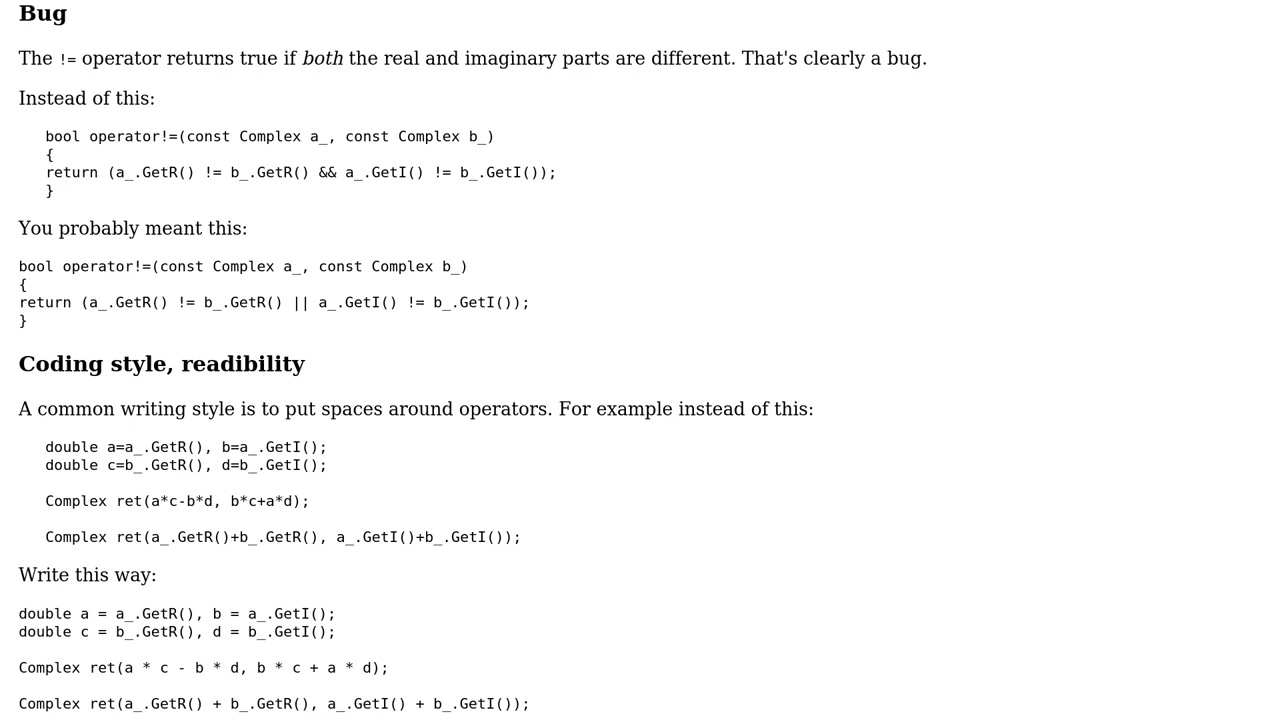 Bug
The != operator returns true if both the real and imaginary parts are different. That's clearly a bug.
Instead of this:
bool operator!=(const Complex a_, const Complex b_)
{
return (a_.GetR() != b_.GetR() && a_.GetI() != b_.GetI());
}
You probably meant this:
bool operator!=(const Complex a_, const Complex b_)
{
return (a_.GetR() != b_.GetR() || a_.GetI() != b_.GetI());
}
Coding style, readibility
A common writing style is to put spaces around operators. For example instead of this:
double a=a_.GetR(), b=a_.GetI();
double c=b_.GetR(), d=b_.GetI();
Complex ret(a*c-b*d, b*c+a*d);
Complex ret(a_.GetR()+b_.GetR(), a_.GetI()+b_.GetI());
Write this way:
double a = a_.GetR(), b = a_.GetI();
double c = b_.GetR(), d = b_.GetI();
Complex ret(a * c - b * d, b * c + a * d);
Complex ret(a_.GetR() + b_.GetR(), a_.GetI() + b_.GetI());